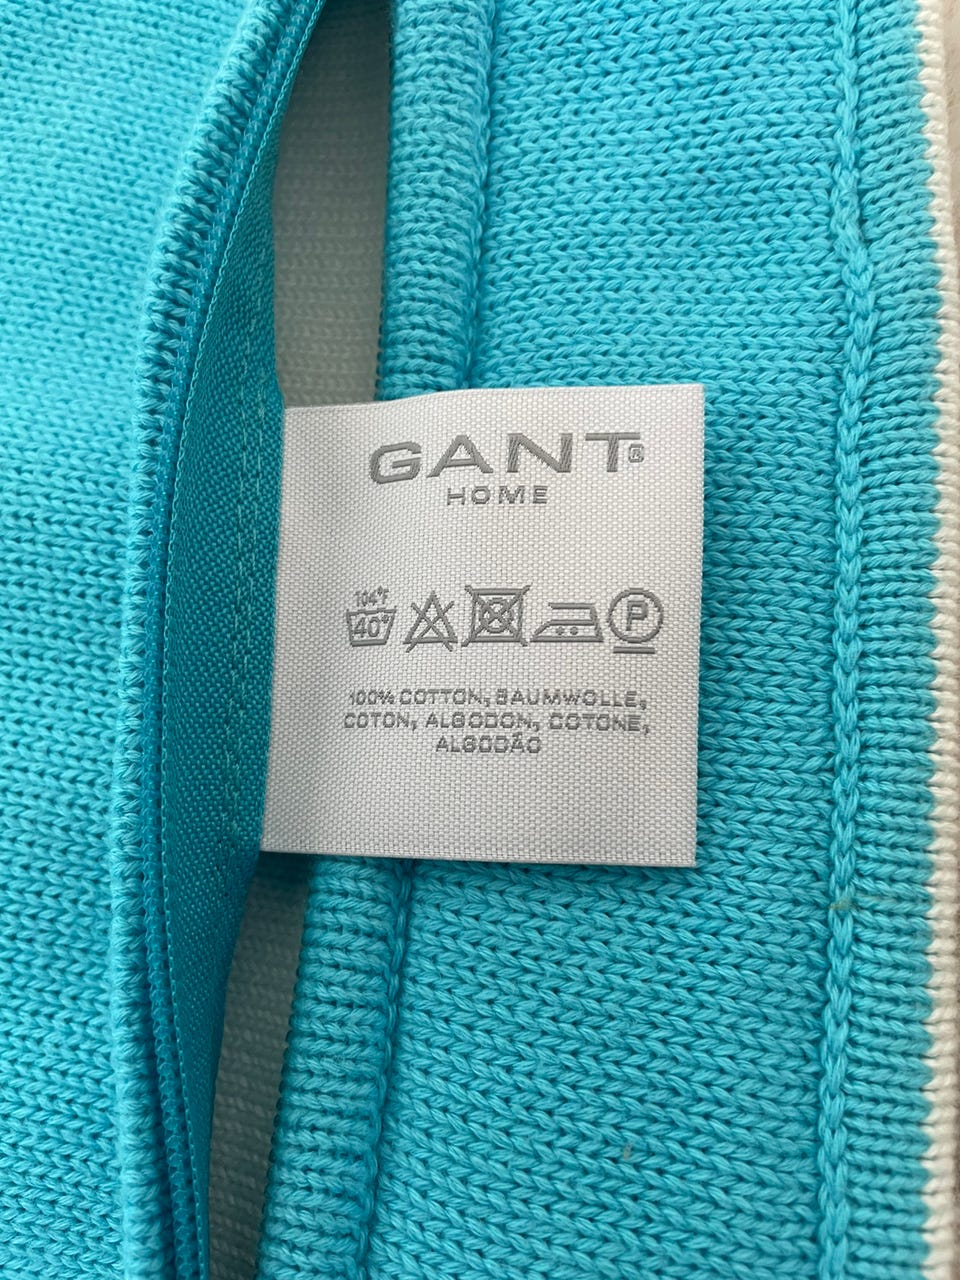 GANT®
HOME
104°F
40°
P
100% COTTON, BAUMWOLLE,
COTON, ALGODON, COTONE,
ALGODÃO